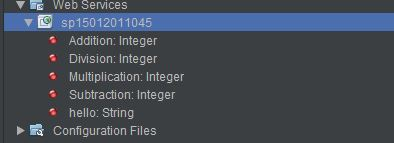 Web Services
sp15012011045
Addition: Integer
Division: Integer
Multiplication: Integer
Subtraction: Integer
hello: String
Configuration Files